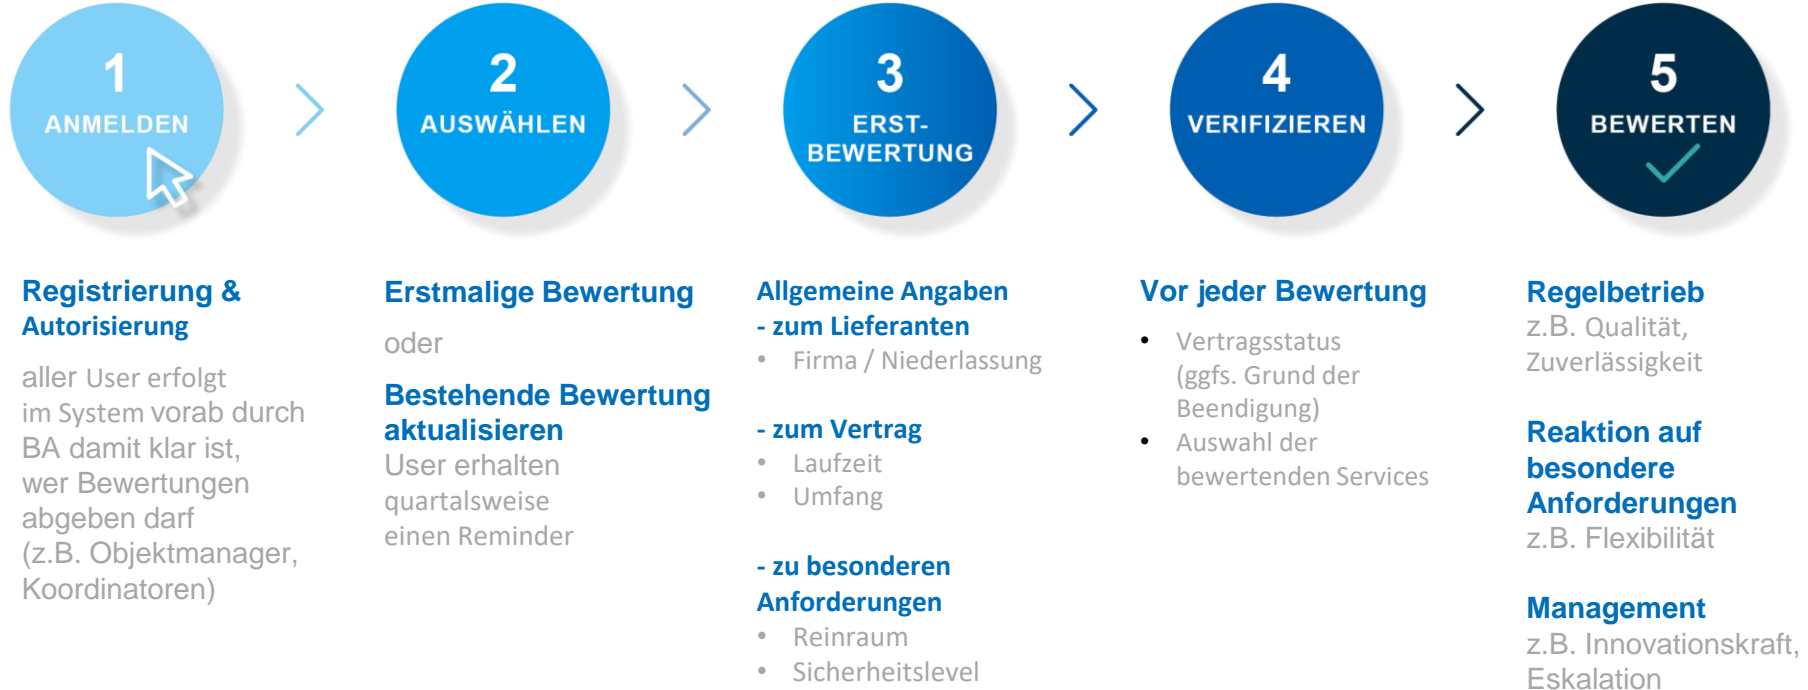 1
ANMELDEN
2
AUSWÄHLEN
3
ERST-
BEWERTUNG
4
VERIFIZIEREN
5
BEWERTEN
Registrierung &
Autorisierung
aller User erfolgt
im System vorab durch
BA damit klar ist,
wer Bewertungen
abgeben darf
(z.B. Objektmanager,
Koordinatoren)
Erstmalige Bewertung
oder
Bestehende Bewertung
aktualisieren
User erhalten
quartalsweise
einen Reminder
Allgemeine Angaben
- zum Lieferanten
• Firma / Niederlassung
- zum Vertrag
• Laufzeit
• Umfang
- zu besonderen
Anforderungen
• Reinraum
• Sicherheitslevel
Vor jeder Bewertung
• Vertragsstatus
(ggfs. Grund der
Beendigung)
• Auswahl der
bewertenden Services
Regelbetrieb
z.B. Qualität,
Zuverlässigkeit
Reaktion auf
besondere
Anforderungen
z.B. Flexibilität
Management
z.B. Innovationskraft,
Eskalation